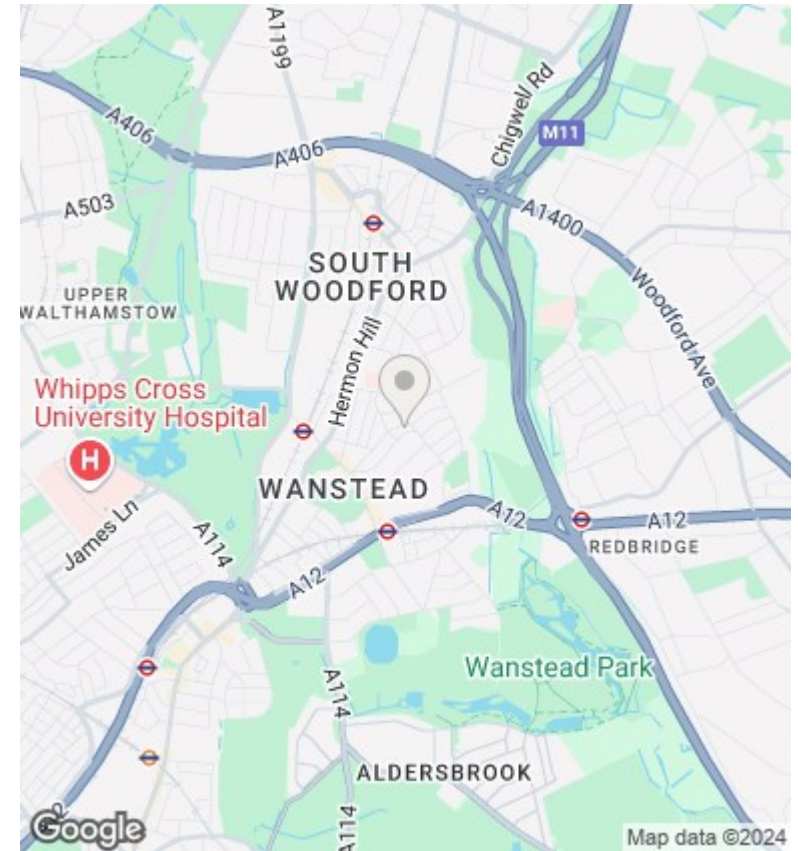 A1199
Chigwell Rd
M11
A406
A406
A503
A1400
SOUTH
WOODFORD
UPPER
WALTHAMSTOW
Hermon Hill
Woodford Ave
Whipps Cross
University Hospital
H
WANSTEAD
James Ln
A114
A12
A12
REDBRIDGE
A12
Wanstead Park
A114
ALDERSBROOK
A114
Google
Map data ©2024